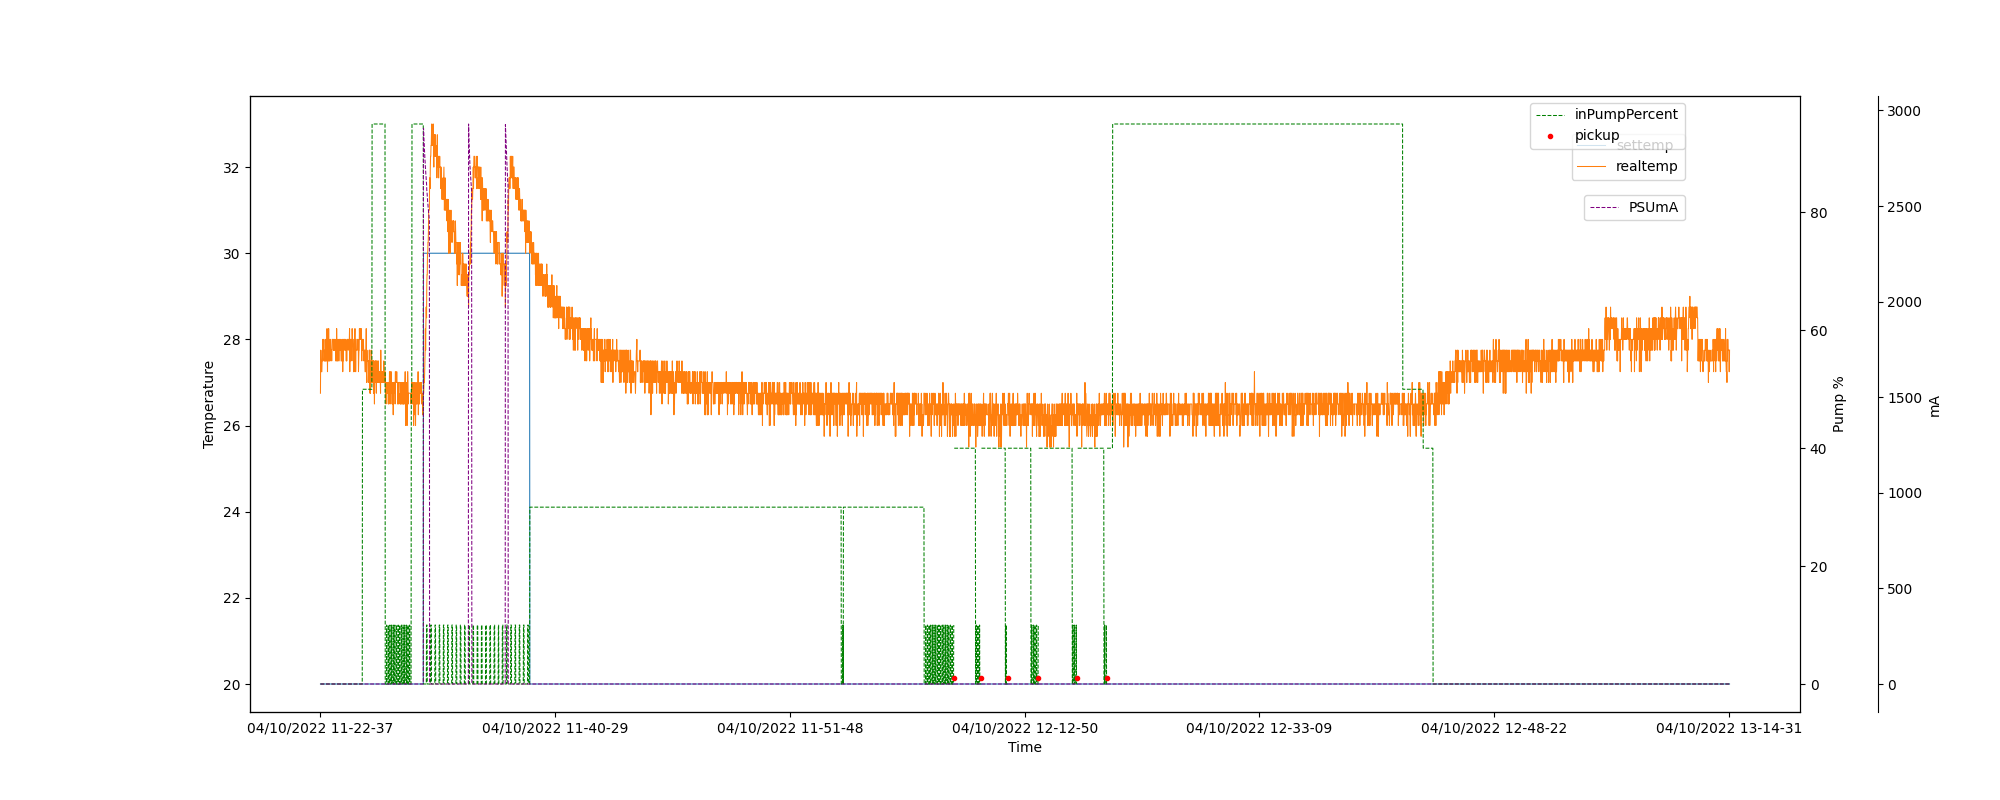 inPumpPercent
pickup
settemp
realtemp
PSUmA
Temperature
32
30
28
26
24
22
20
Pump %
80
60
40
20
0
mA
3000
2500
2000
1500
1000
500
0
04/10/2022 11-22-37
04/10/2022 11-40-29
04/10/2022 11-51-48
04/10/2022 12-12-50
04/10/2022 12-33-09
04/10/2022 12-48-22
04/10/2022 13-14-31
Time